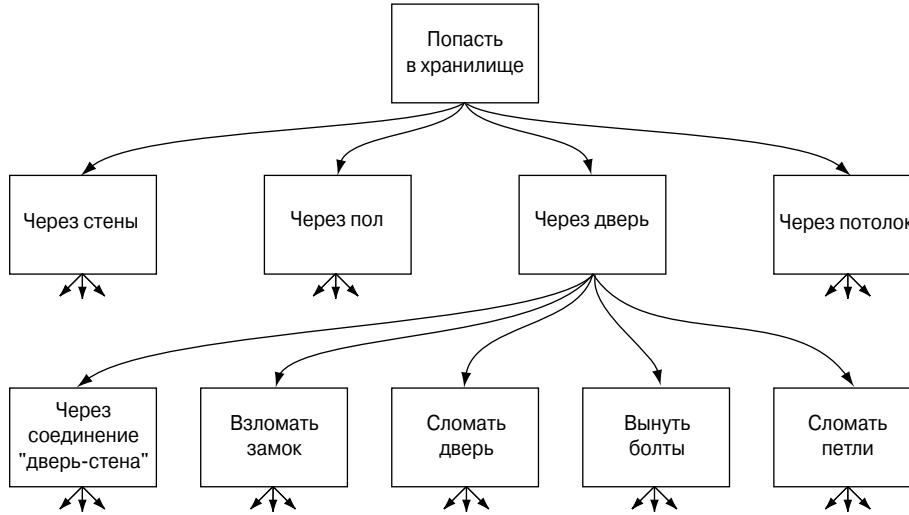 Попасть
в хранилище
Через стены
Через пол
Через дверь
Через потолок
Через
соединение
"дверь-стена"
Взломать
замок
Сломать
дверь
Вынуть
болты
Сломать
петли